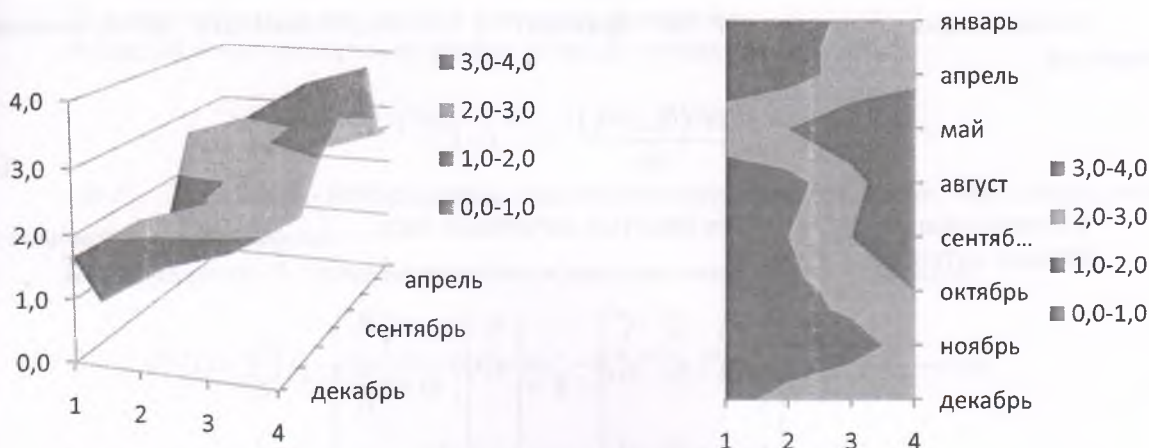 4,0
3,0
2,0
1,0
0,0
1
2
3
4
апрель
сентябрь
декабрь
3,0-4,0
2,0-3,0
1,0-2,0
0,0-1,0
январь
апрель
май
август
сентяб...
октябрь
ноябрь
декабрь
1
2
3
4
3,0-4,0
2,0-3,0
1,0-2,0
0,0-1,0